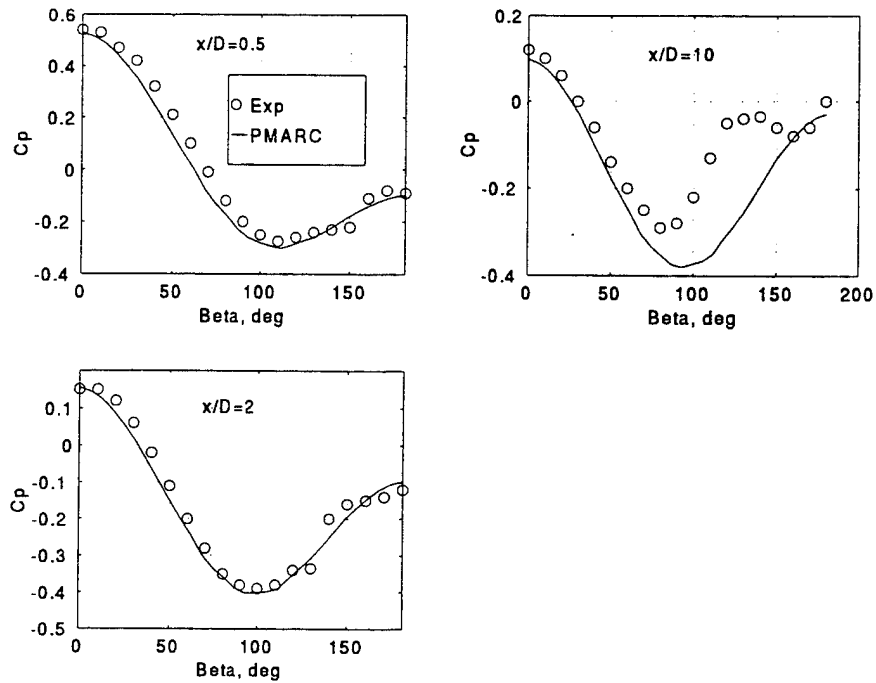 0.6
0.4
0.2
0
-0.2
-0.4
Cp
x/D=0.5
Exp
PMARC
0 50 100 150
Beta, deg
0.2
0
-0.2
-0.4
Cp
x/D=10
0 50 100 150 200
Beta, deg
0.1
0
-0.1
-0.2
-0.3
-0.4
-0.5
Cp
x/D=2
0 50 100 150
Beta, deg